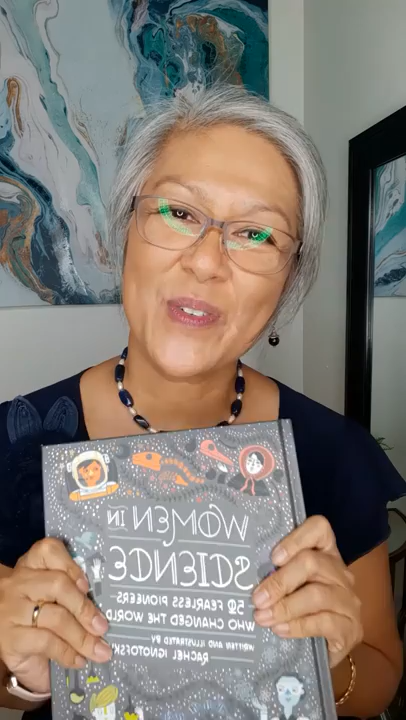 WOMEN IN
SCIENCE
50 FEARLESS PIONEERS
WHO CHANGED THE WORLD
WRITTEN AND ILLUSTRATED BY
RACHEL IGNOTOFSKY